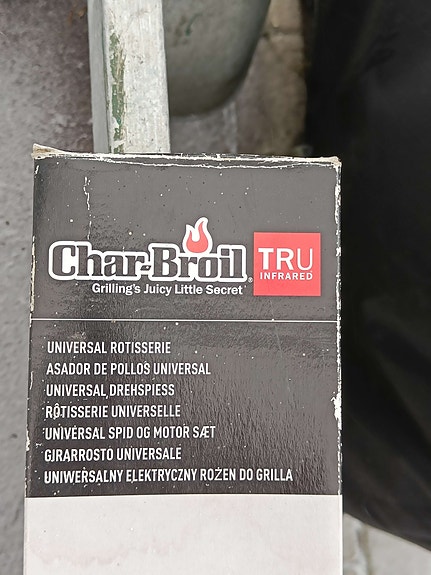 Char-Broil® TRU
INFRARED
Grilling's Juicy Little Secret
UNIVERSAL ROTISSERIE
ASADOR DE POLLOS UNIVERSAL
UNIVERSAL DREHSPIESS
RÔTISSERIE UNIVERSELLE
UNIVERSAL SPID OG MOTOR SÆT
GIRARROSTO UNIVERSALE
UNIWERSALNY ELEKTRYCZNY ROŻEN DO GRILLA